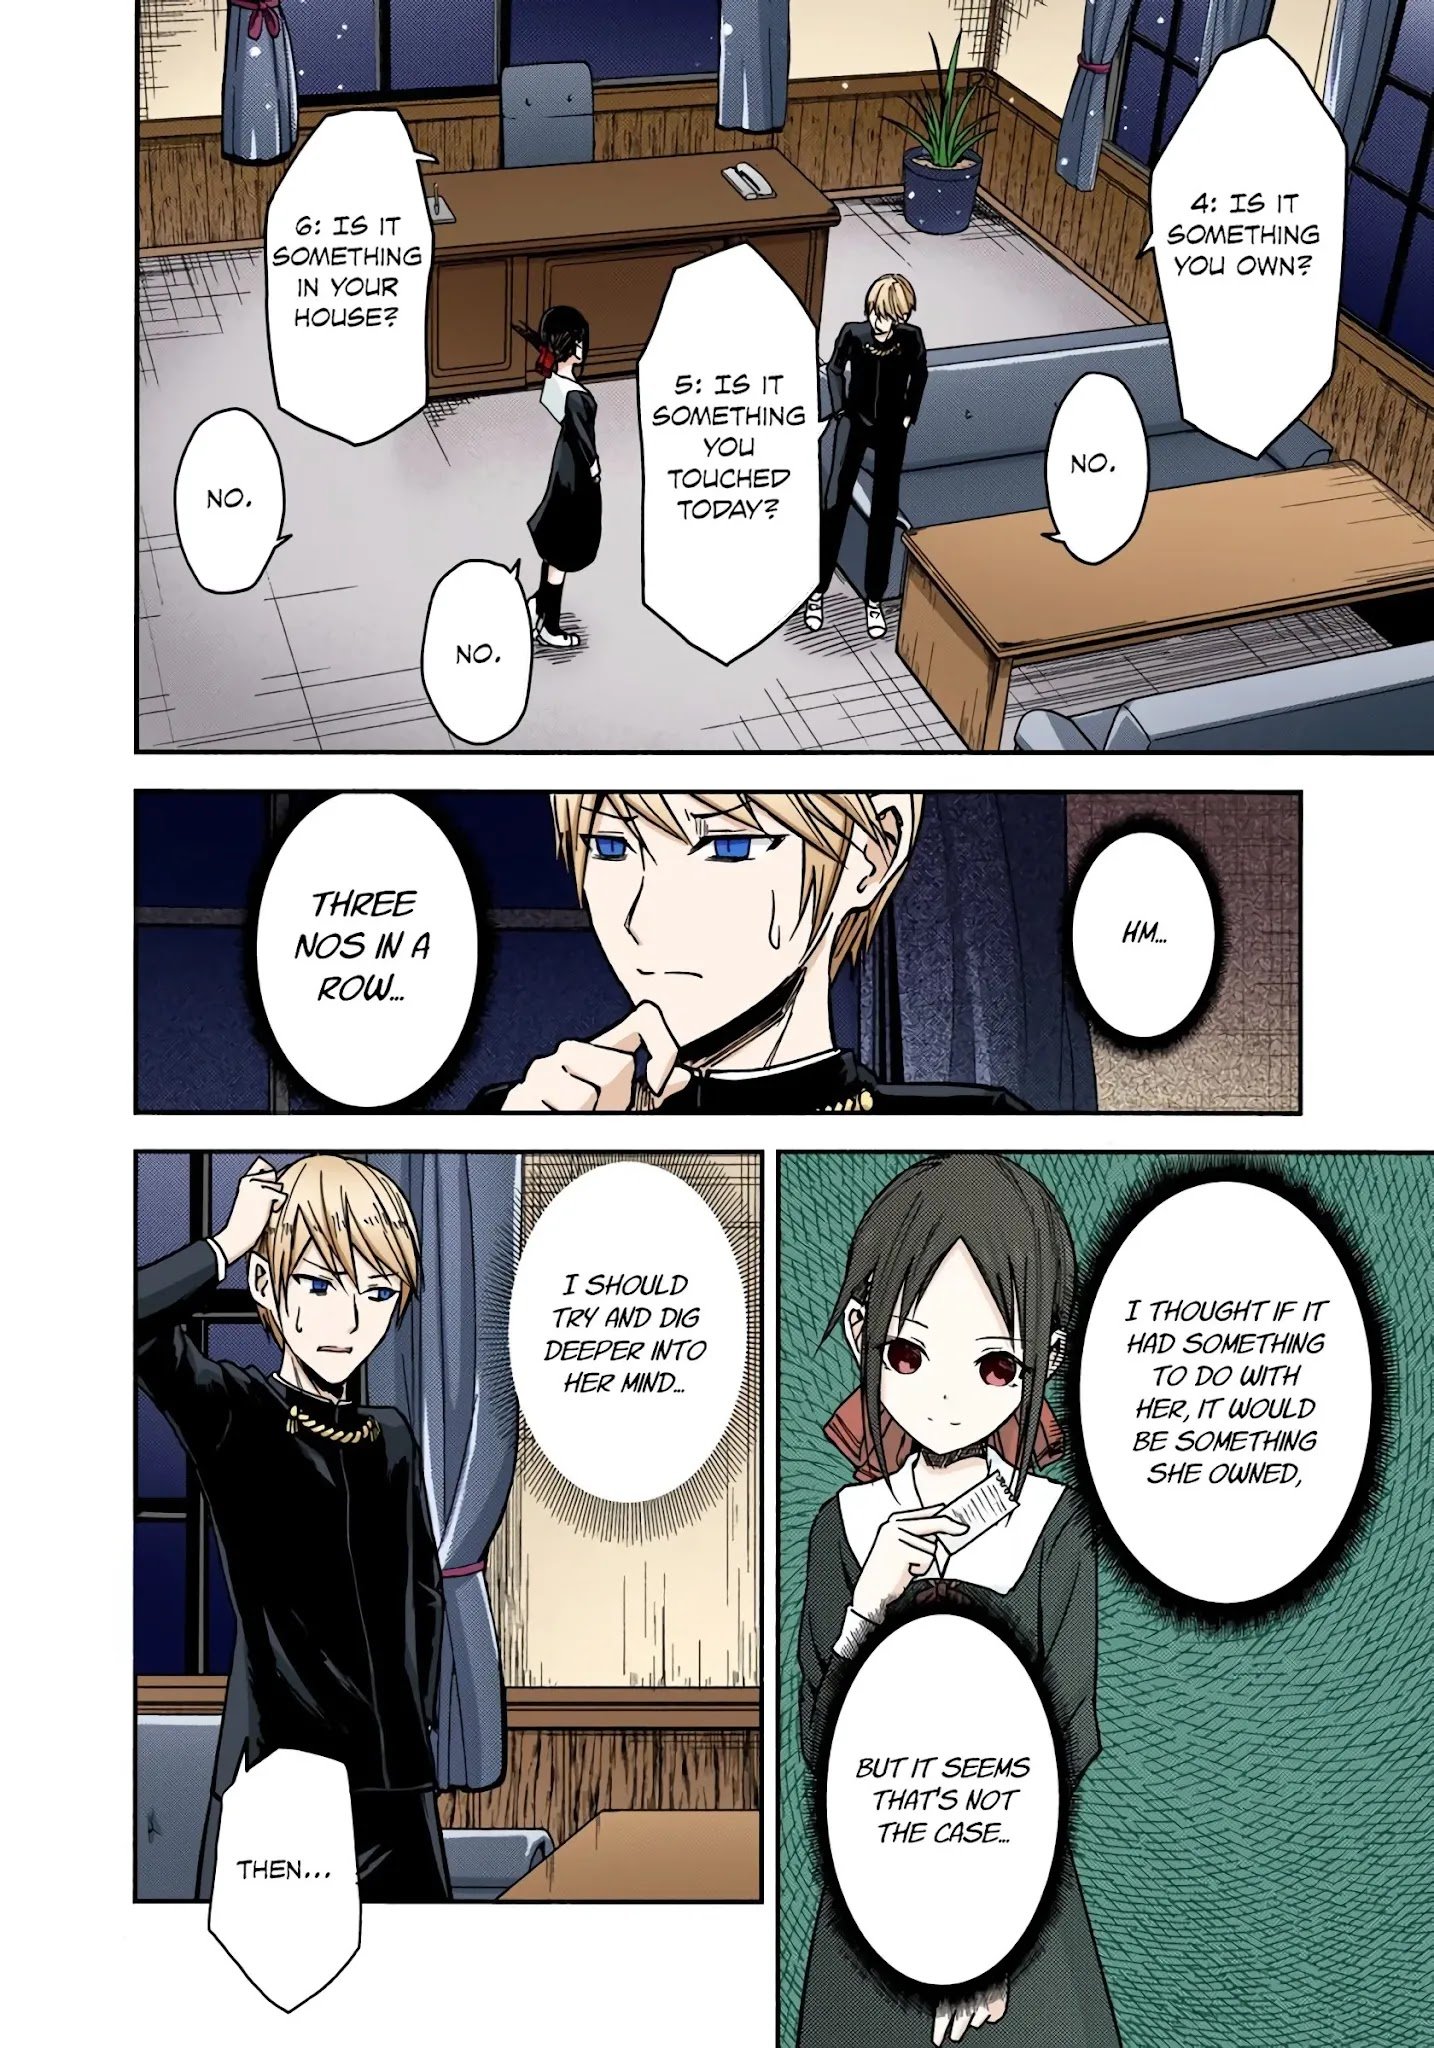 4: IS IT
SOMETHING
YOU OWN?
NO.
5: IS IT
SOMETHING
YOU
TOUCHED
TODAY?
NO.
6: IS IT
SOMETHING
IN YOUR
HOUSE?
NO.
HM...
THREE
NOS IN A
ROW...
I THOUGHT IF IT
HAD SOMETHING
TO DO WITH
HER, IT WOULD
BE SOMETHING
SHE OWNED,
BUT IT SEEMS
THAT'S NOT
THE CASE...
I SHOULD
TRY AND DIG
DEEPER INTO
HER MIND...
THEN...